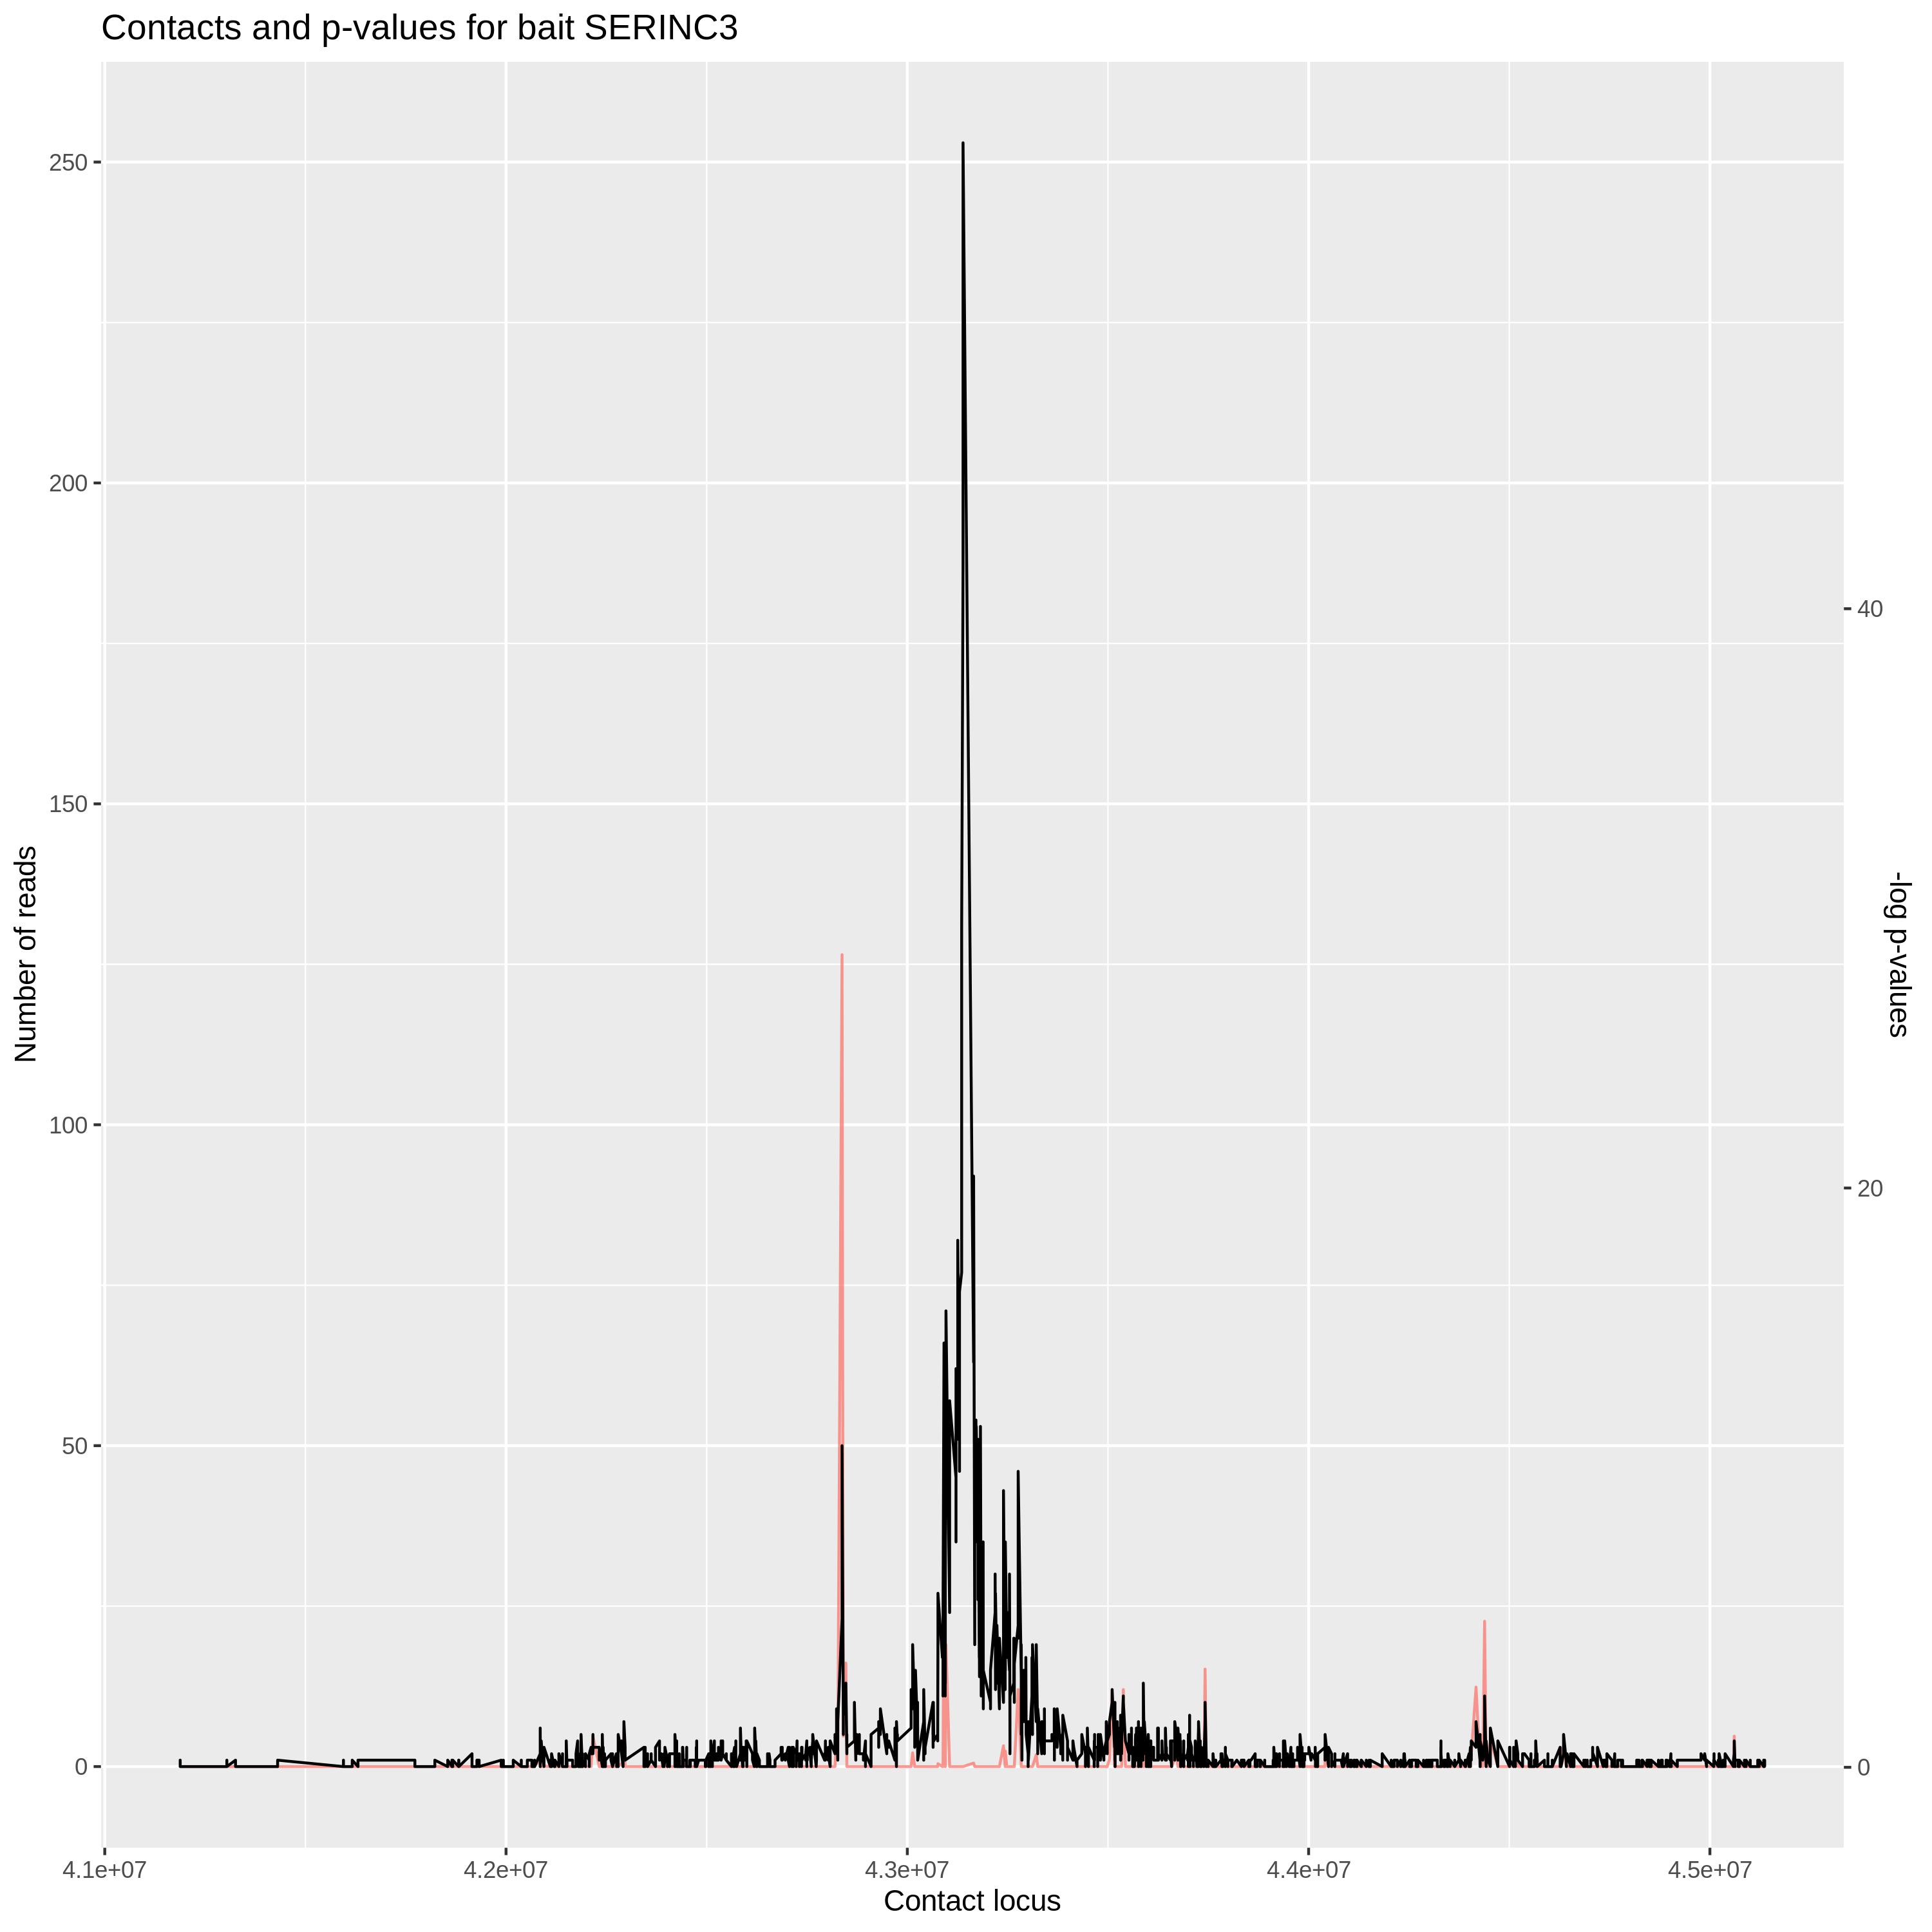 Contacts and p-values for bait SERINC3
250
200
150
100
50
0
40
20
0
Number of reads
-log p-values
4.1e+07 4.2e+07 4.3e+07 4.4e+07 4.5e+07
Contact locus